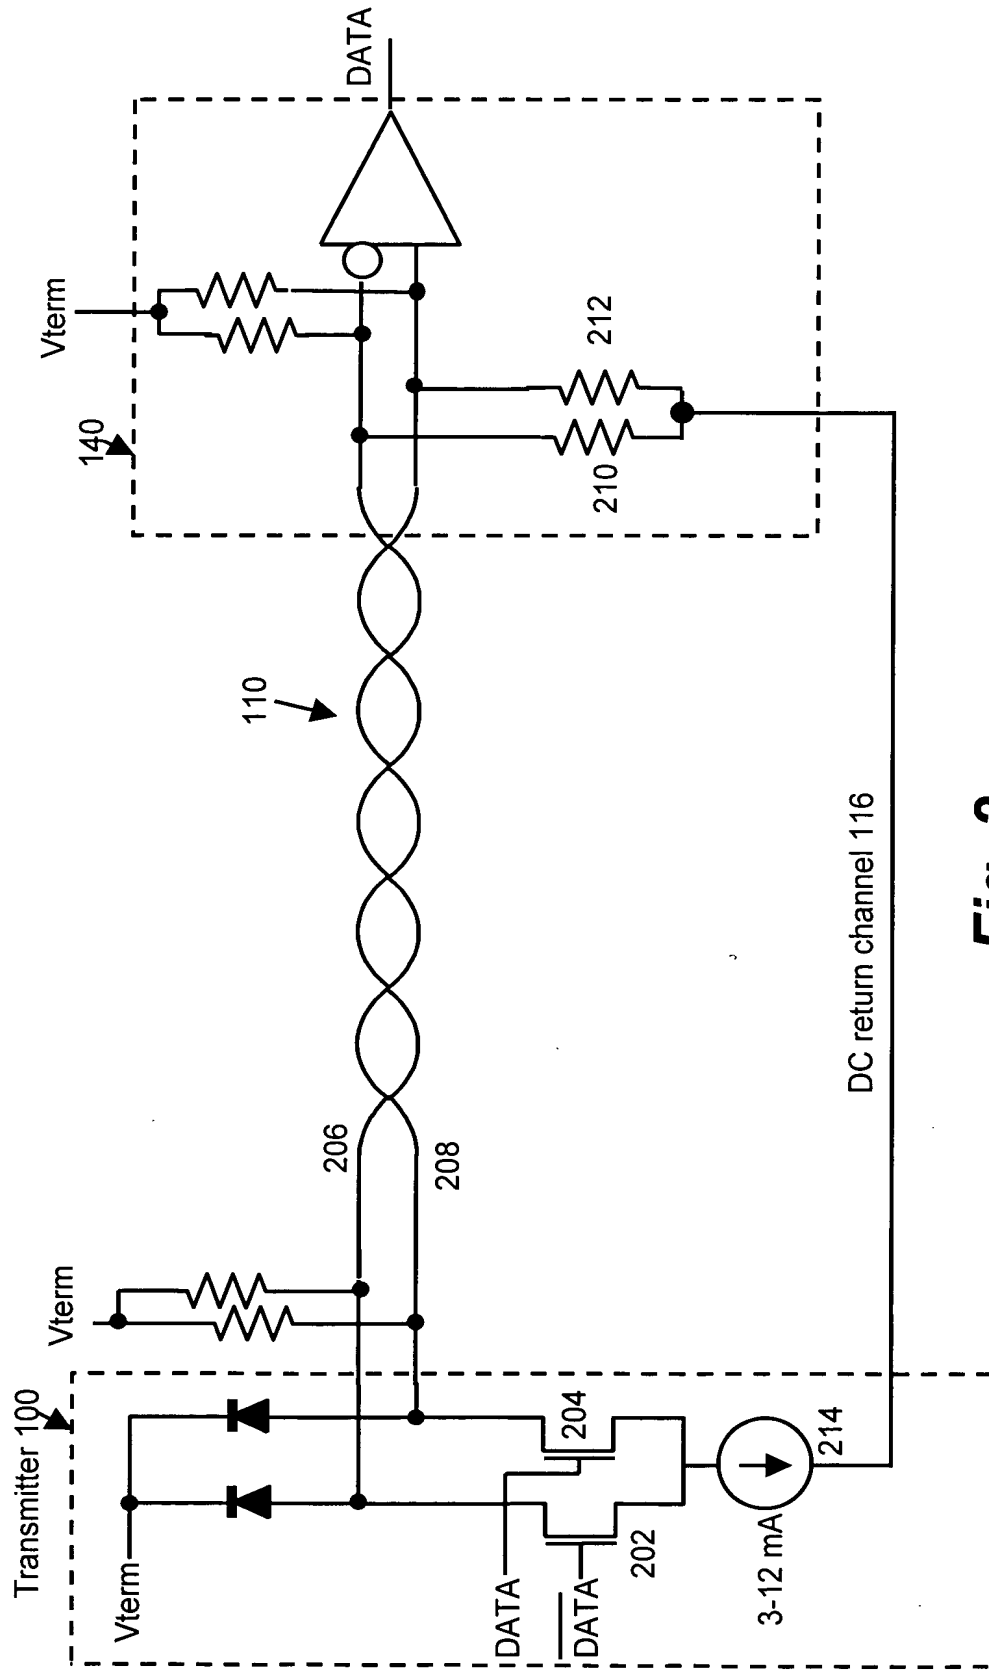 Transmitter 100
Vterm
DATA
DATA
202
204
3-12 mA
214
Vterm
206
208
110
DC return channel 116
140
Vterm
210
212
DATA
Fig.